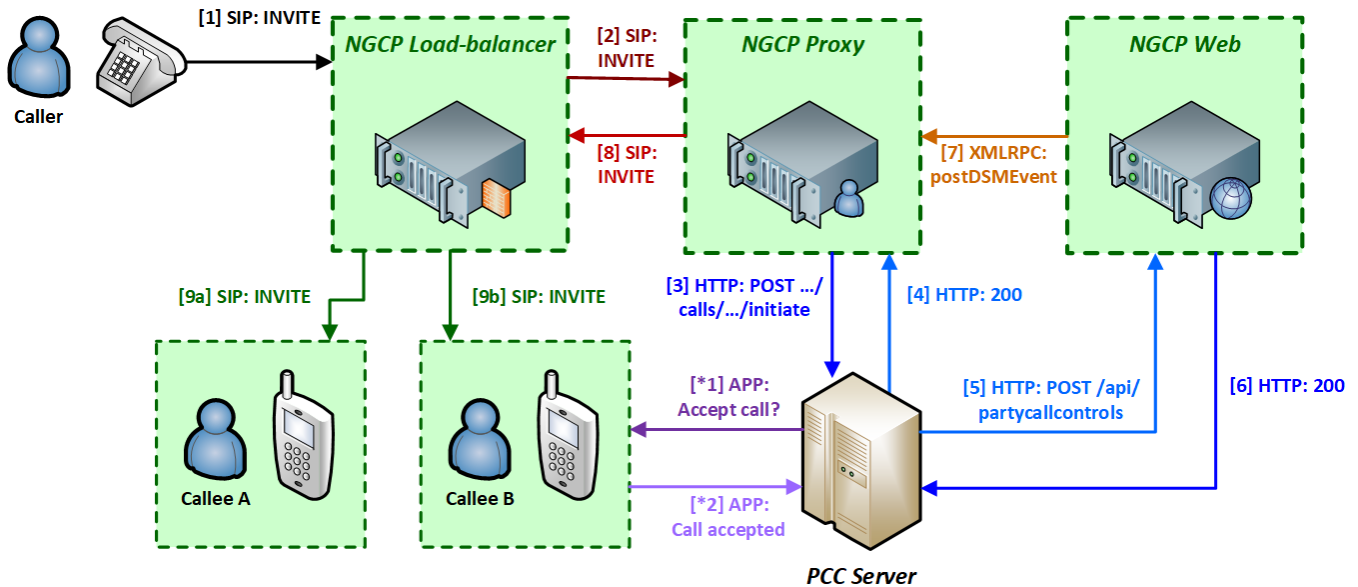 [1] SIP: INVITE
Caller
NGCP Load-balancer
[2] SIP:
INVITE
[8] SIP:
INVITE
NGCP Proxy
[7] XMLRPC:
postDSMEvent
NGCP Web
[9a] SIP: INVITE
[9b] SIP: INVITE
[3] HTTP: POST .../
calls/.../initiate
[4] HTTP: 200
[5] HTTP: POST /api/
partycallcontrols
[6] HTTP: 200
Callee A
Callee B
[*1] APP:
Accept call?
[*2] APP:
Call accepted
PCC Server